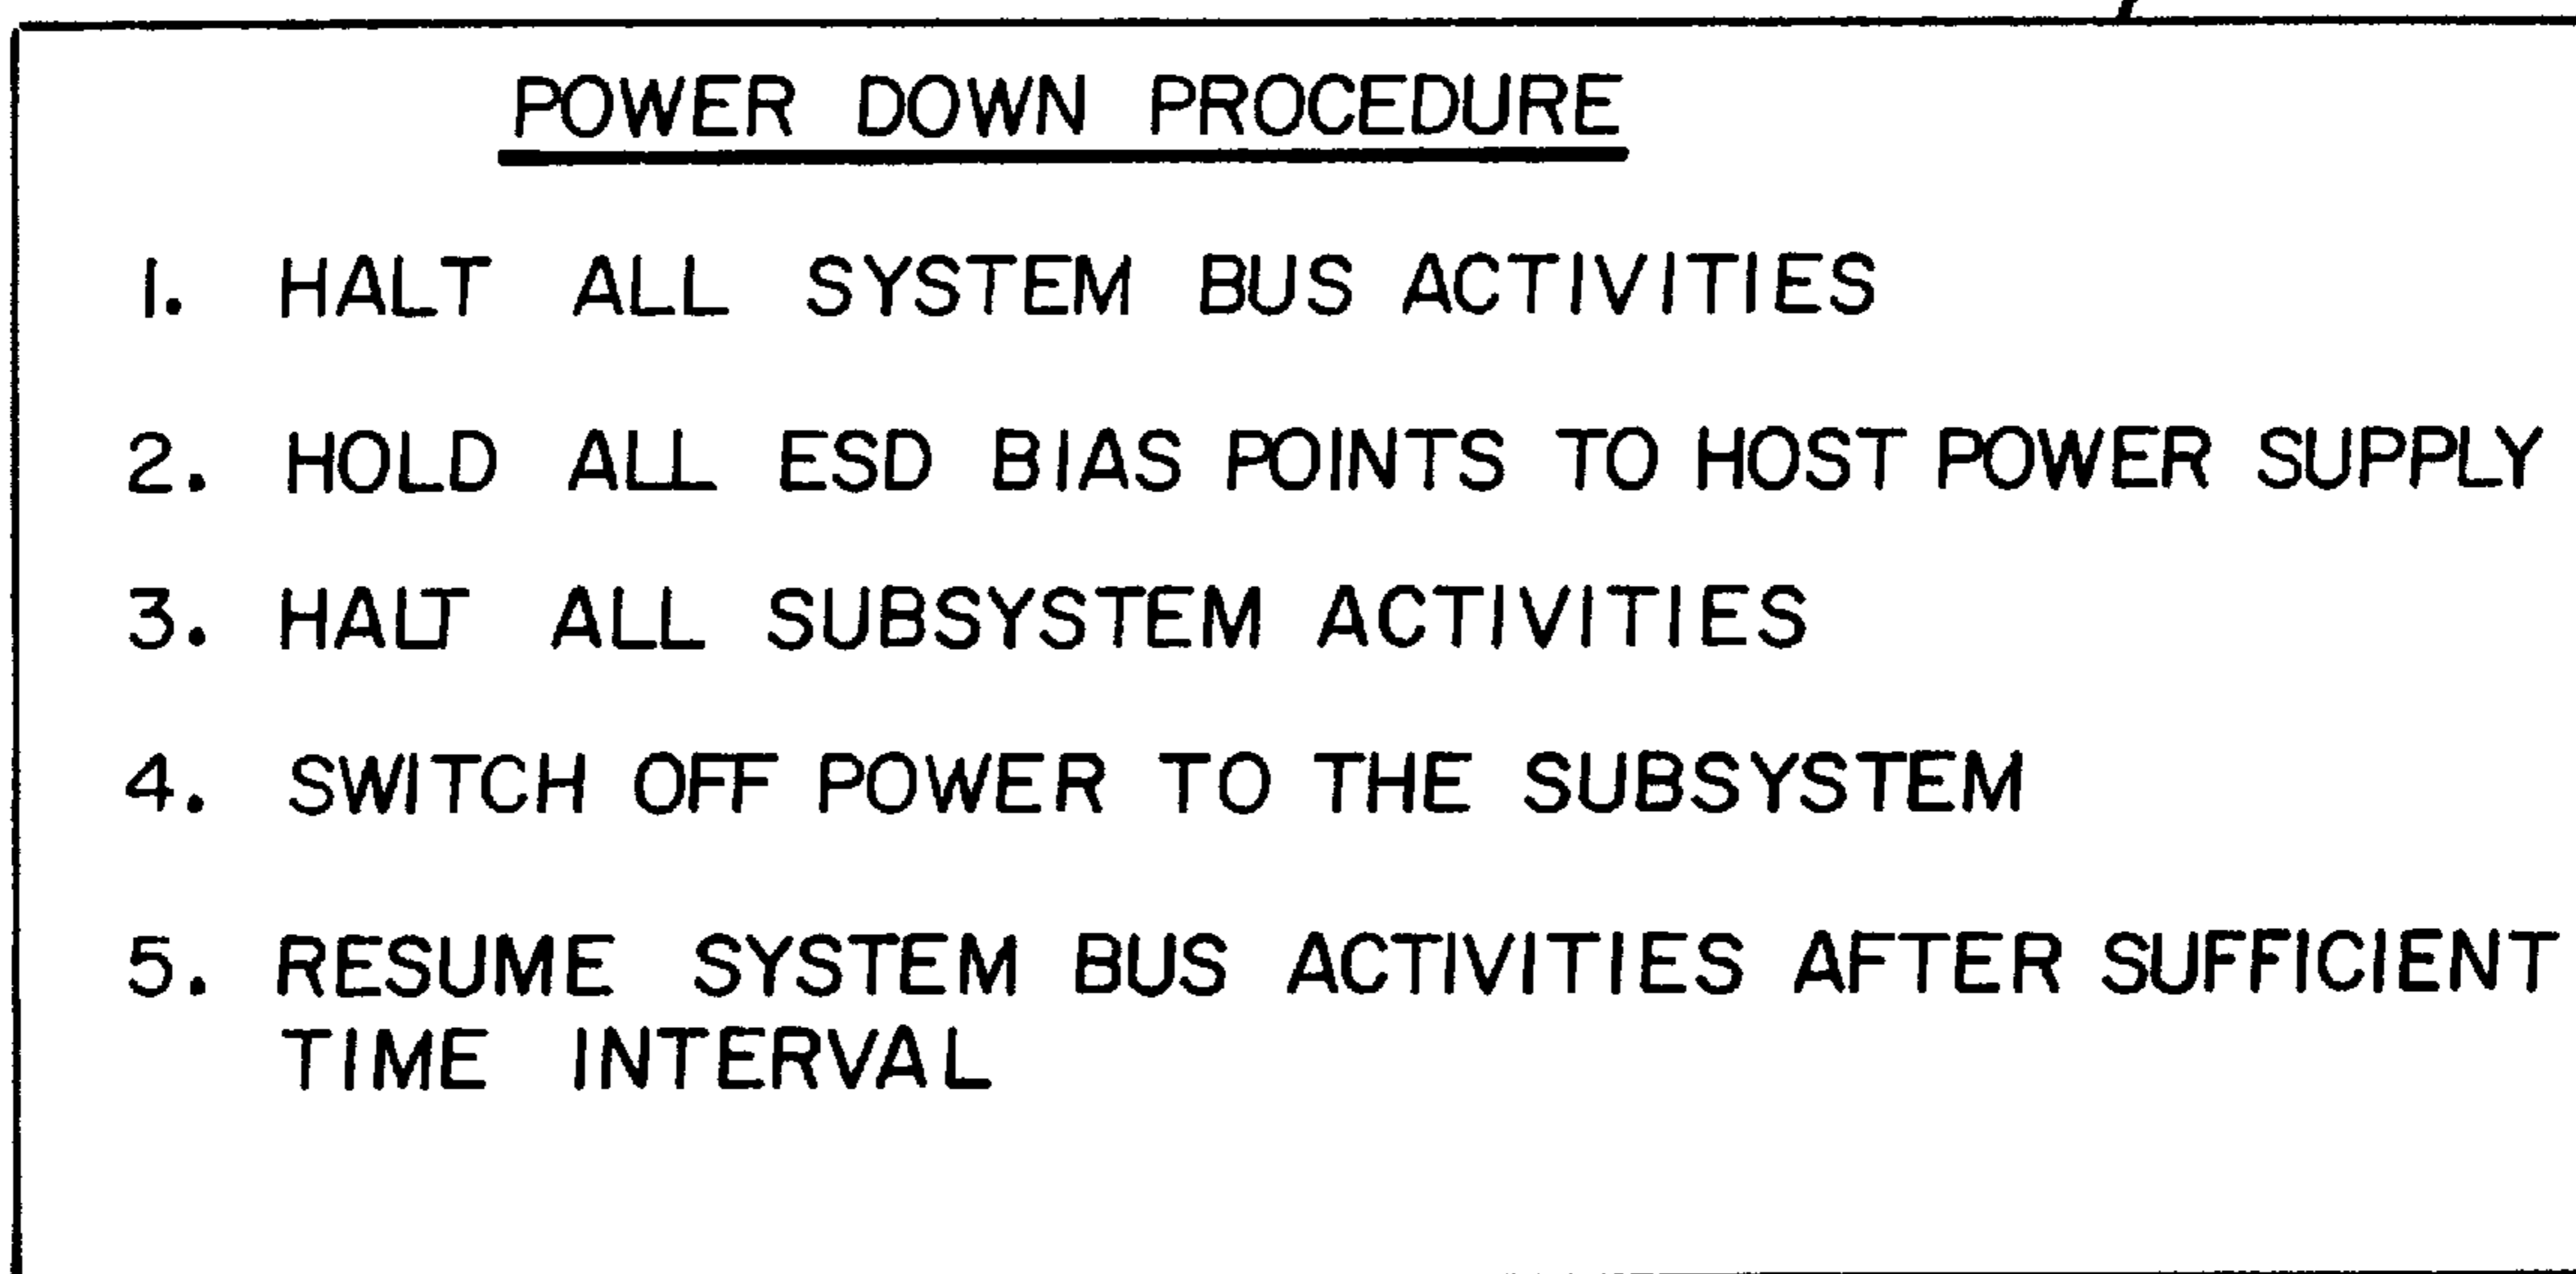 POWER DOWN PROCEDURE
1. HALT ALL SYSTEM BUS ACTIVITIES
2. HOLD ALL ESD BIAS POINTS TO HOST POWER SUPPLY
3. HALT ALL SUBSYSTEM ACTIVITIES
4. SWITCH OFF POWER TO THE SUBSYSTEM
5. RESUME SYSTEM BUS ACTIVITIES AFTER SUFFICIENT
TIME INTERVAL